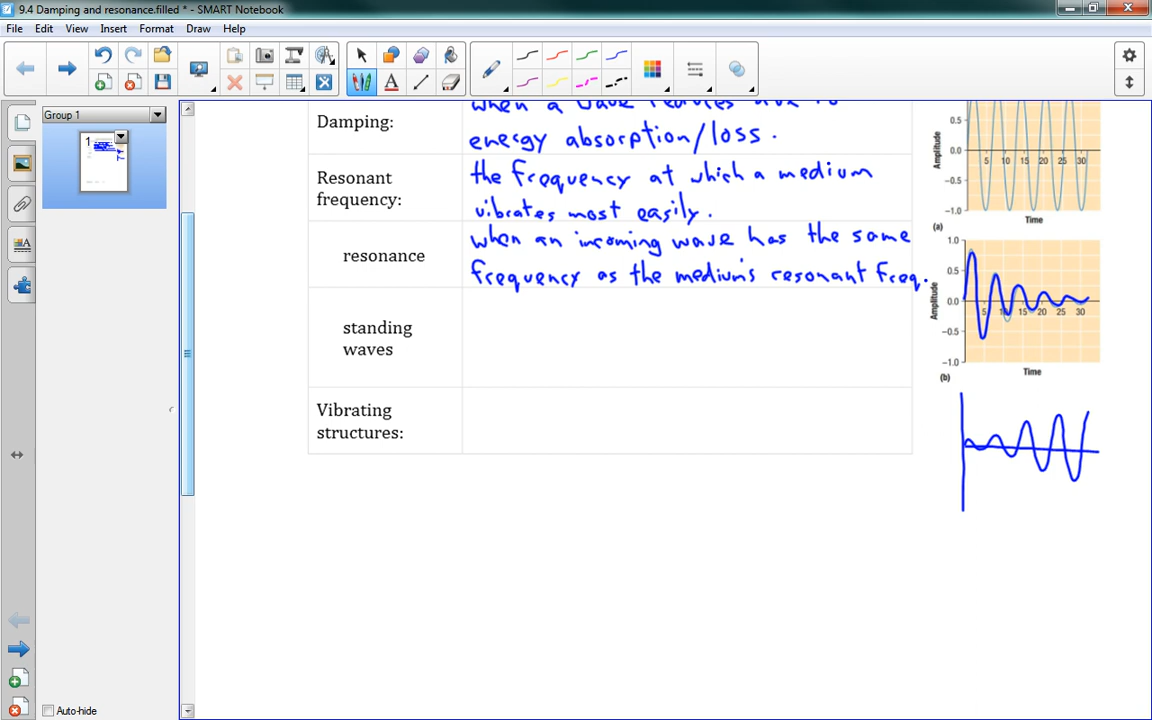 9.4 Damping and resonance.filled * - SMART Notebook
File Edit View Insert Format Draw Help
Group 1
1
Auto-hide
when a wave
energy absorption/loss.
Damping:
the frequency at which a medium
vibrates most easily.
Resonant
frequency:
when an incoming wave has the same
frequency as the medium's resonant freq.
resonance
standing
waves
Vibrating
structures:
Amplitude
0.5
0.0
-0.5
-1.0
5 10 15 20 25 30
Time
(a)
Amplitude
1.0
0.5
0.0
-0.5
-1.0
5 10 15 20 25 30
Time
(b)